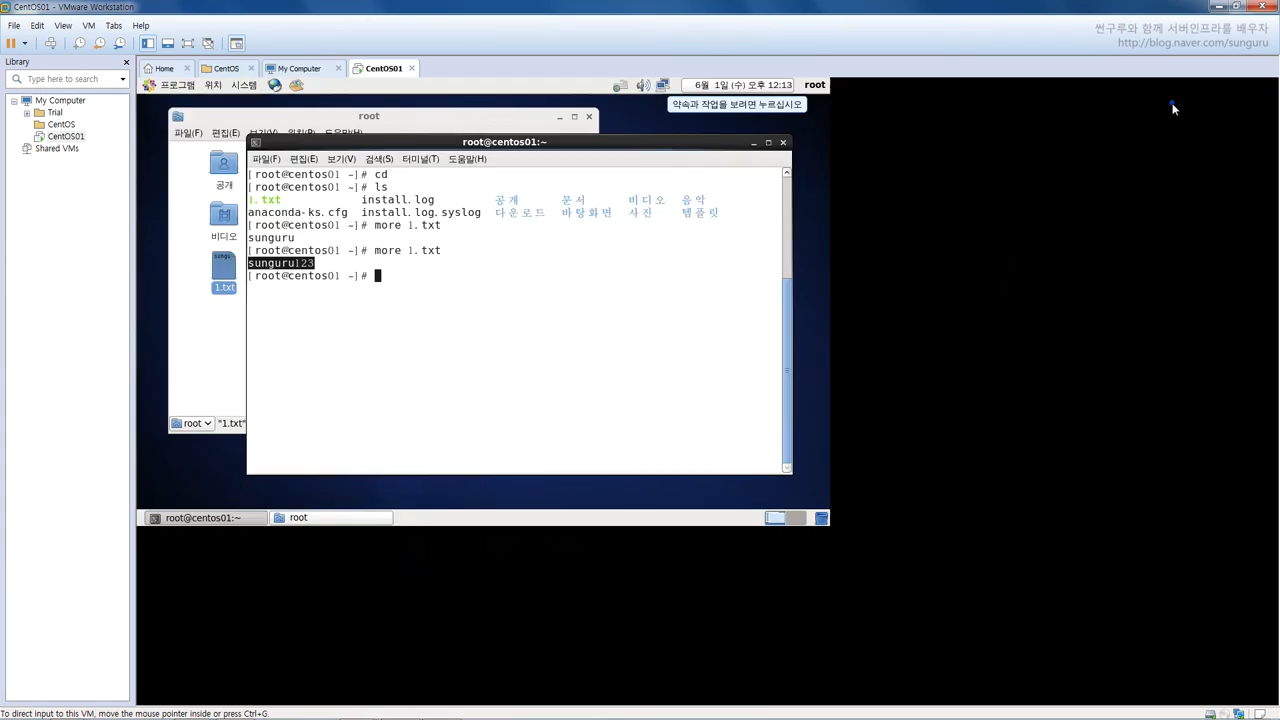 CentOS01 - VMware Workstation
File Edit View VM Tabs Help
썬구루와 함께 서버인프라를 배우자
http://blog.naver.com/sunguru
Library
Type here to search
My Computer
Trial
CentOS
CentOS01
Shared VMs
Home CentOS My Computer CentOS01
프로그램 위치 시스템 6월 1일 (수) 오후 12:13 root
약속과 작업을 보려면 누르십시오
root
파일(F) 편집(E) 보기(V) 위치(P) 도움말(H)
공개
비디오
sungu
1.txt
root "1.txt"
root@centos01:~
파일(F) 편집(E) 보기(V) 검색(S) 터미널(T) 도움말(H)
[root@centos01 ~]# cd
[root@centos01 ~]# ls
1.txt install.log 공개 문서 비디오 음악
anaconda-ks.cfg install.log.syslog 다운로드 바탕화면 사진 템플릿
[root@centos01 ~]# more 1.txt
sunguru
[root@centos01 ~]# more 1.txt
sunguru123
[root@centos01 ~]#
root@centos01:~ root
To direct input to this VM, move the mouse pointer inside or press Ctrl+G.